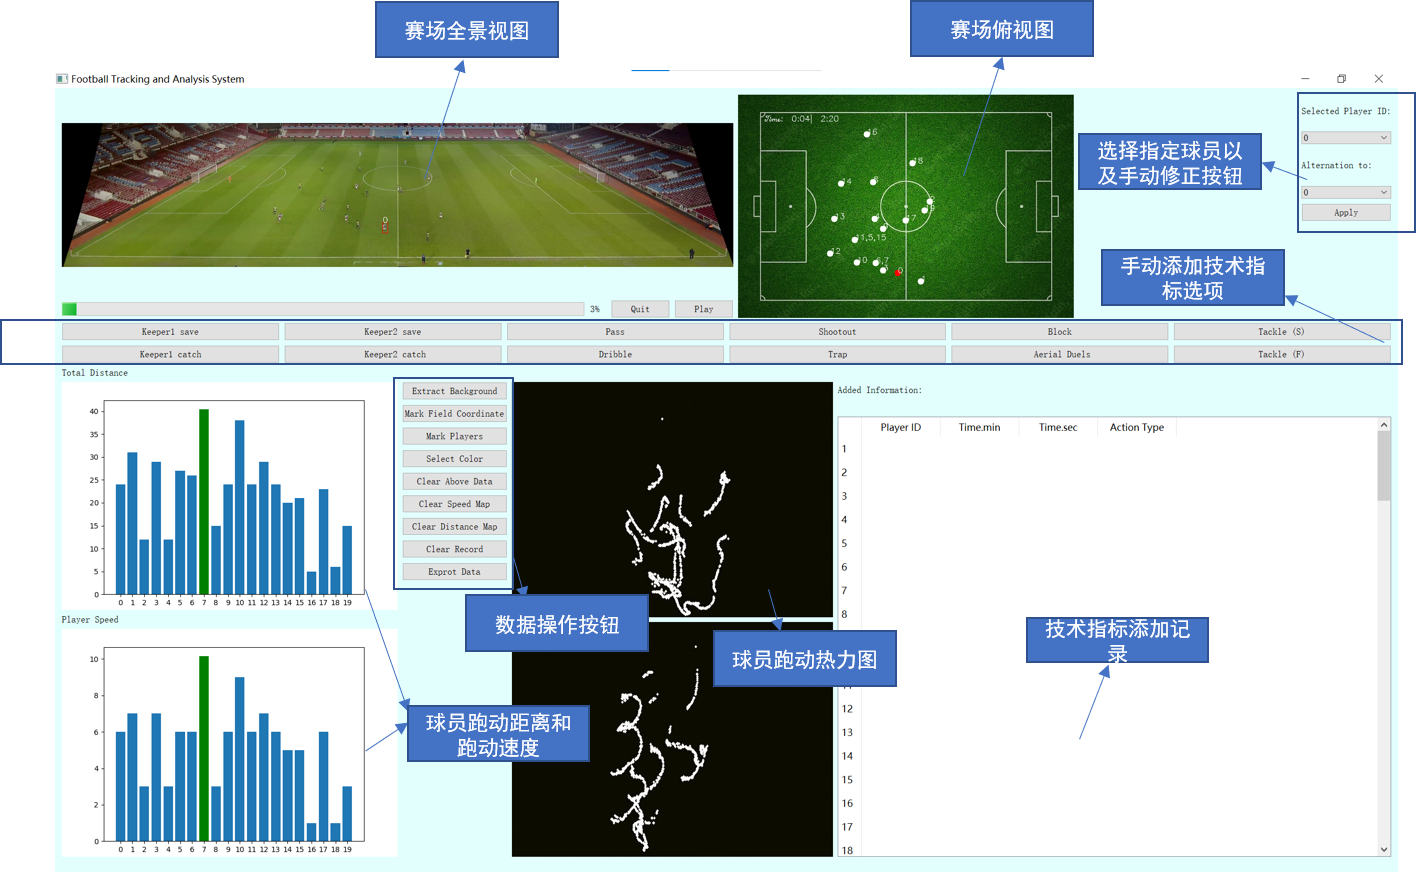 赛场全景视图
赛场俯视图
Football Tracking and Analysis System
Time: 0:04| 2:20
16
18
14
8
13
17
11,5,15
12
10
0
0
Selected Player ID:
0
Alternation to:
0
Apply
选择指定球员以
及手动修正按钮
手动添加技术指
标选项
3%
Quit
Play
Keeper1 save
Keeper2 save
Pass
Shootout
Block
Tackle (S)
Keeper1 catch
Keeper2 catch
Dribble
Trap
Aerial Duels
Tackle (F)
Total Distance
40
35
30
25
20
15
10
5
0
0 1 2 3 4 5 6 7 8 9 10 11 12 13 14 15 16 17 18 19
Extract Background
Mark Field Coordinate
Mark Players
Select Color
Clear Above Data
Clear Speed Map
Clear Distance Map
Clear Record
Exprot Data
数据操作按钮
球员跑动热力图
Player Speed
10
8
6
4
2
0
0 1 2 3 4 5 6 7 8 9 10 11 12 13 14 15 16 17 18 19
球员跑动距离和
跑动速度
Added Information:
Player ID Time.min Time.sec Action Type
1
2
3
4
5
6
7
8
技术指标添加记
录
12
13
14
15
16
17
18